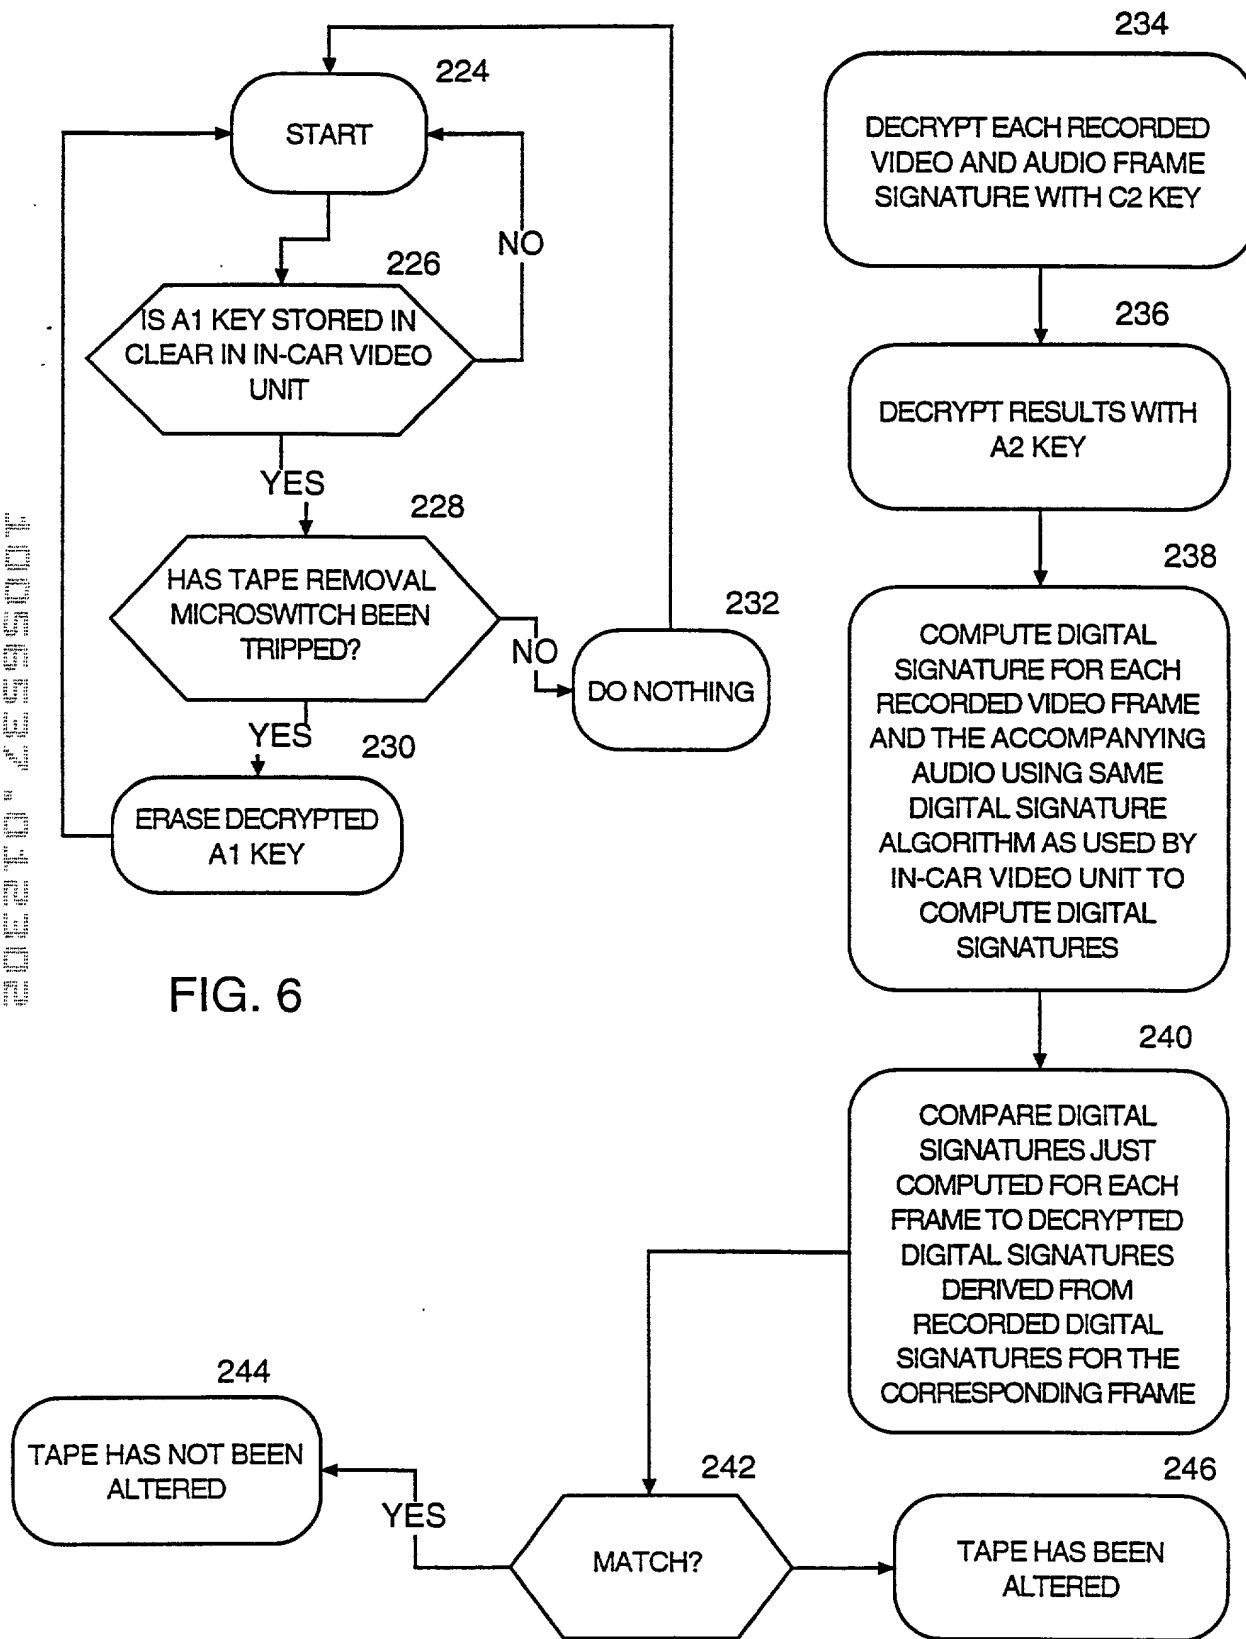 224
START
NO
226
IS A1 KEY STORED IN
CLEAR IN IN-CAR VIDEO
UNIT
YES
228
HAS TAPE REMOVAL
MICROSWITCH BEEN
TRIPPED?
NO
232
DO NOTHING
YES
230
ERASE DECRYPTED
A1 KEY
FIG. 6
234
DECRYPT EACH RECORDED
VIDEO AND AUDIO FRAME
SIGNATURE WITH C2 KEY
236
DECRYPT RESULTS WITH
A2 KEY
238
COMPUTE DIGITAL
SIGNATURE FOR EACH
RECORDED VIDEO FRAME
AND THE ACCOMPANYING
AUDIO USING SAME
DIGITAL SIGNATURE
ALGORITHM AS USED BY
IN-CAR VIDEO UNIT TO
COMPUTE DIGITAL
SIGNATURES
240
COMPARE DIGITAL
SIGNATURES JUST
COMPUTED FOR EACH
FRAME TO DECRYPTED
DIGITAL SIGNATURES
DERIVED FROM
RECORDED DIGITAL
SIGNATURES FOR THE
CORRESPONDING FRAME
242
MATCH?
YES
244
TAPE HAS NOT BEEN
ALTERED
246
TAPE HAS BEEN
ALTERED